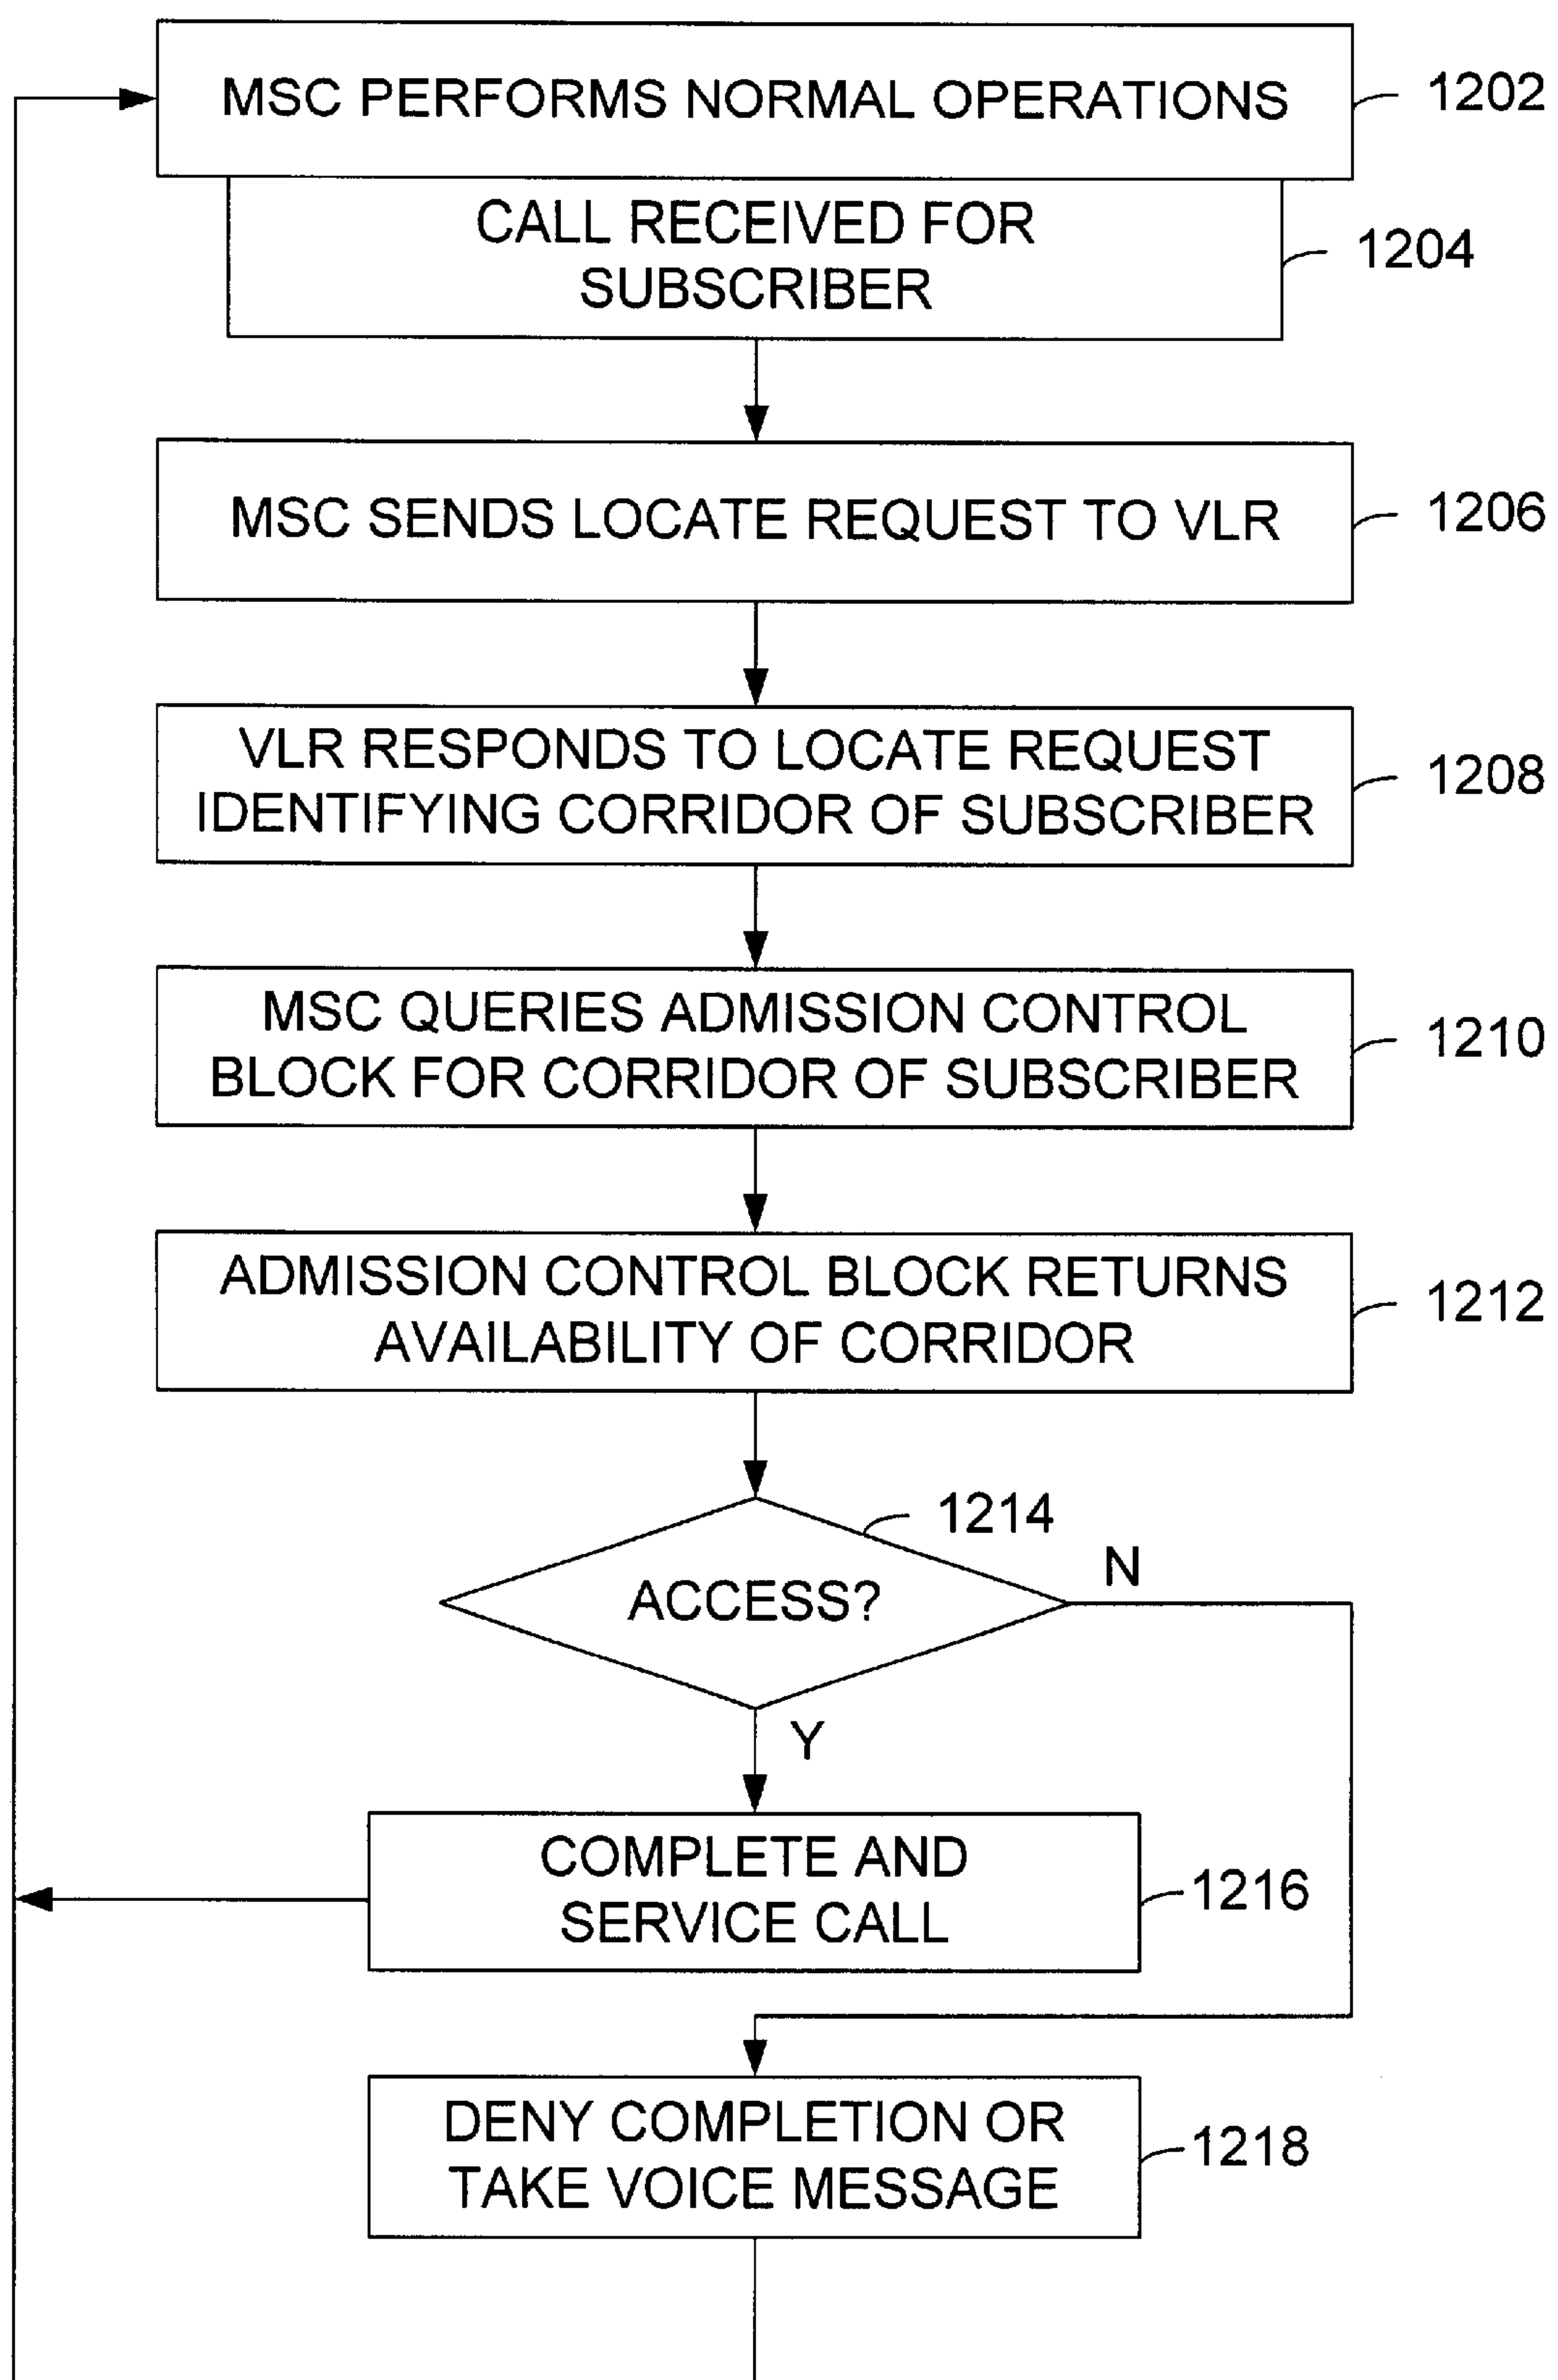 MSC PERFORMS NORMAL OPERATIONS
1202
CALL RECEIVED FOR
SUBSCRIBER
1204
MSC SENDS LOCATE REQUEST TO VLR
1206
VLR RESPONDS TO LOCATE REQUEST
IDENTIFYING CORRIDOR OF SUBSCRIBER
1208
MSC QUERIES ADMISSION CONTROL
BLOCK FOR CORRIDOR OF SUBSCRIBER
1210
ADMISSION CONTROL BLOCK RETURNS
AVAILABILITY OF CORRIDOR
1212
1214
ACCESS?
N
Y
COMPLETE AND
SERVICE CALL
1216
DENY COMPLETION OR
TAKE VOICE MESSAGE
1218